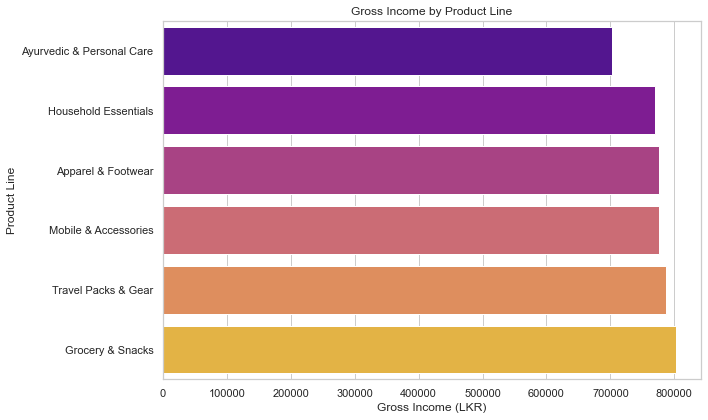 Gross Income by Product Line
Product Line
Ayurvedic & Personal Care
Household Essentials
Apparel & Footwear
Mobile & Accessories
Travel Packs & Gear
Grocery & Snacks
0 100000 200000 300000 400000 500000 600000 700000 800000
Gross Income (LKR)